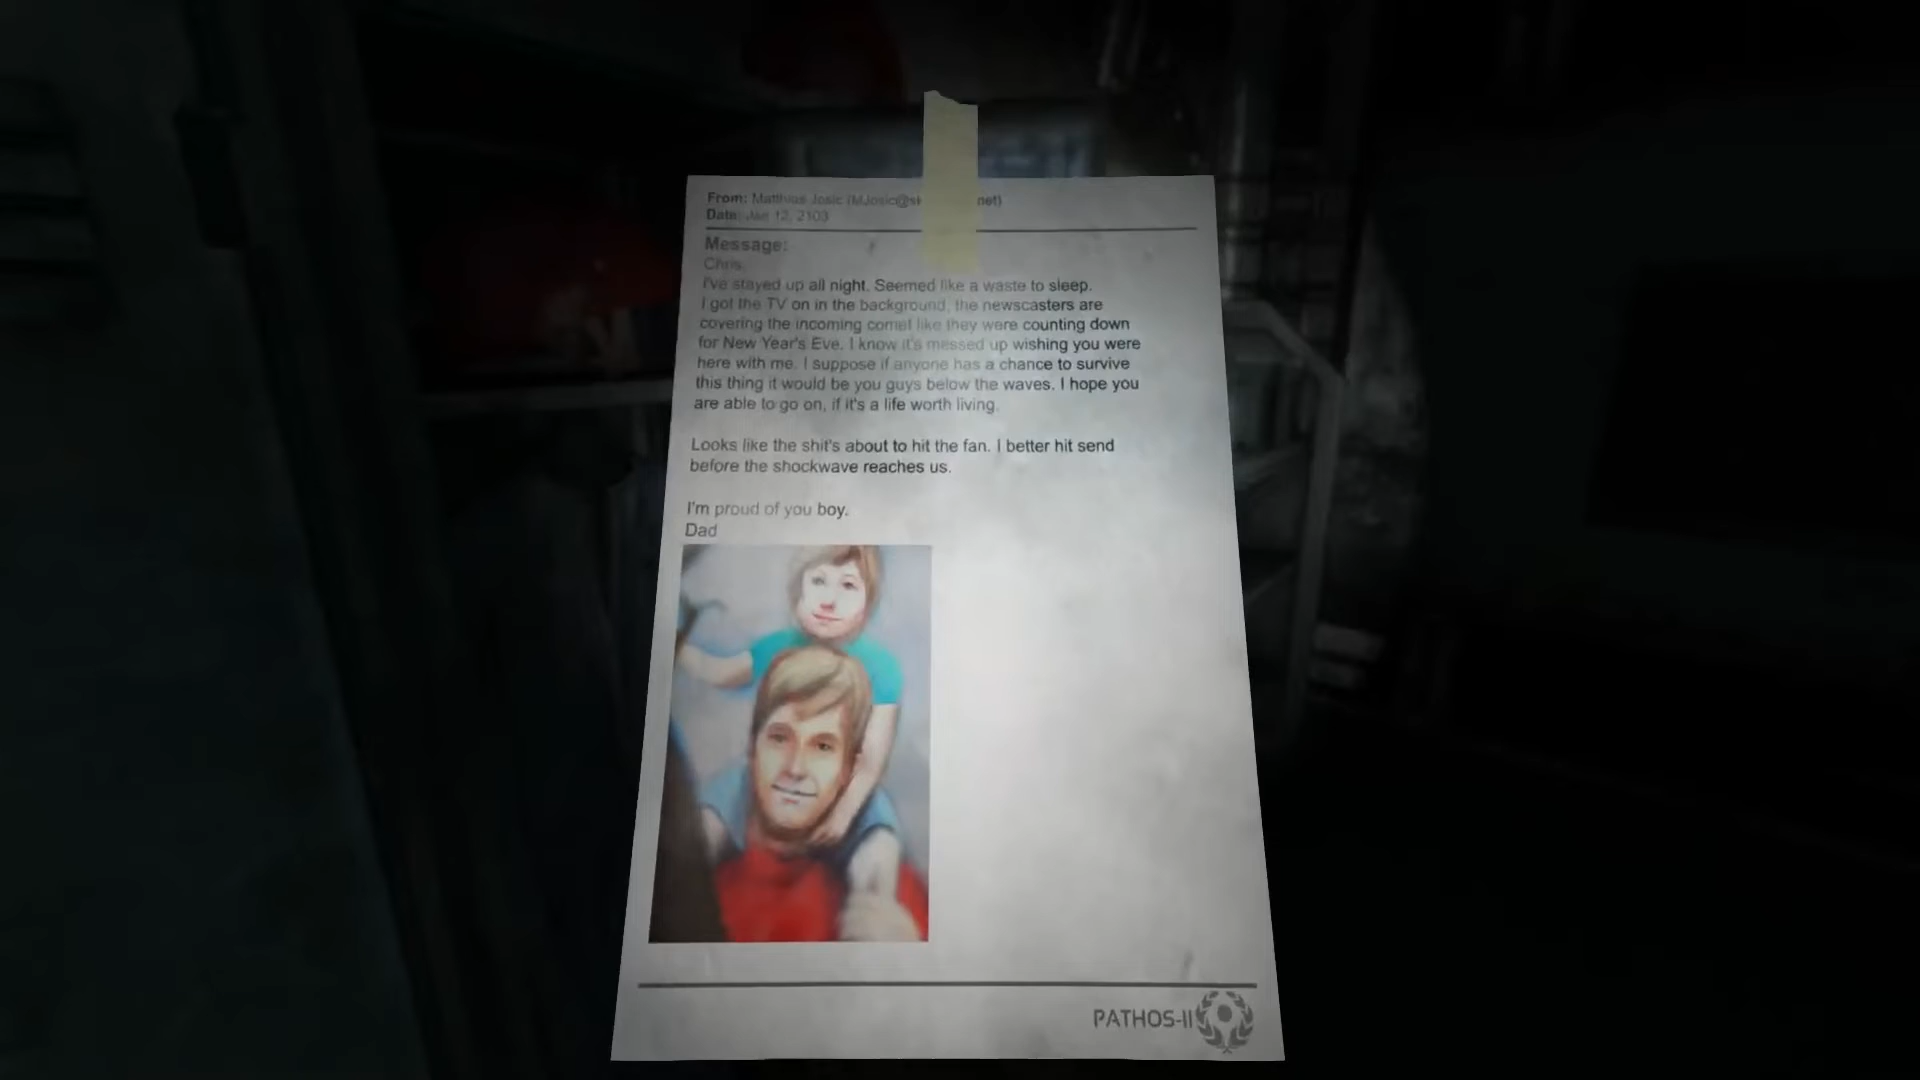 From: Matthius Josic (MJosic@s net)
Date: Jan 12, 2103
Message:
Chris,
I've stayed up all night. Seemed like a waste to sleep.
I got the TV on in the background, the newscasters are
covering the incoming comet like they were counting down
for New Year's Eve. I know it's messed up wishing you were
here with me. I suppose if anyone has a chance to survive
this thing it would be you guys below the waves. I hope you
are able to go on, if it's a life worth living.
Looks like the shit's about to hit the fan. I better hit send
before the shockwave reaches us.
I'm proud of you boy.
Dad
PATHOS-II